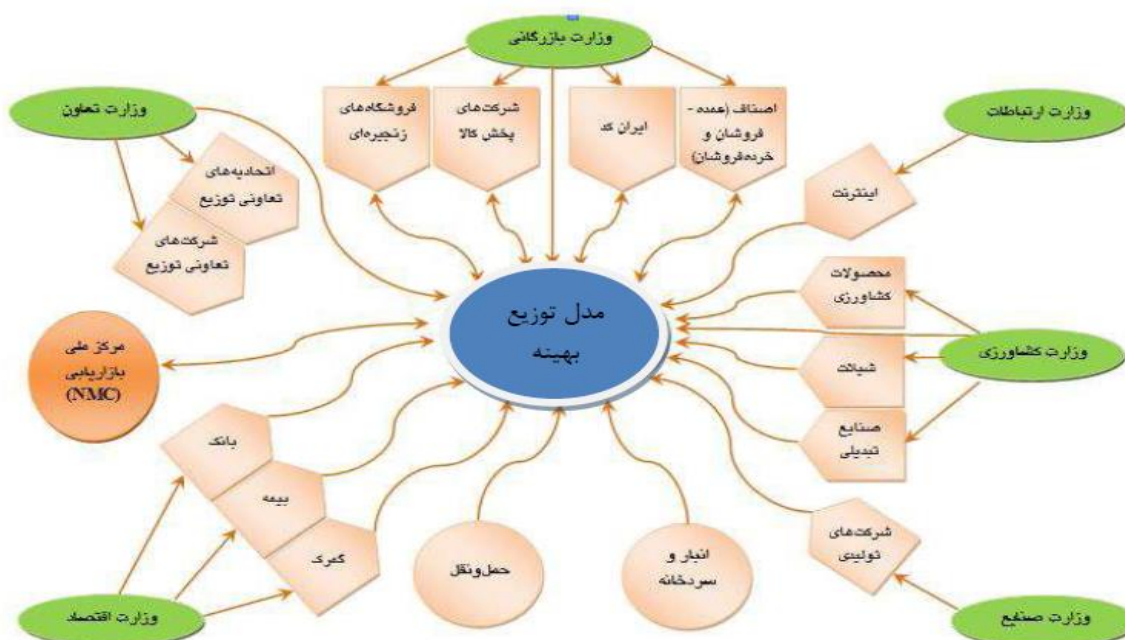 وزارت بازرگانی
وزارت تعاون
فروشگاه‌های
زنجیره‌ای
شرکت‌های
پخش کالا
ایران کد
اصناف (عمده -
فروشان و
خرده‌فروشان)
وزارت ارتباطات
اتحادیه‌های
تعاونی توزیع
شرکت‌های
تعاونی توزیع
اینترنت
محصولات
کشاورزی
مدل توزیع
بهینه
مرکز ملی
بازاریابی
(NMC)
وزارت کشاورزی
شیلات
صنایع
تبدیلی
بانک
بیمه
گمرک
حمل‌ونقل
انبار و
سردخانه
شرکت‌های
تولیدی
وزارت اقتصاد
وزارت صنایع